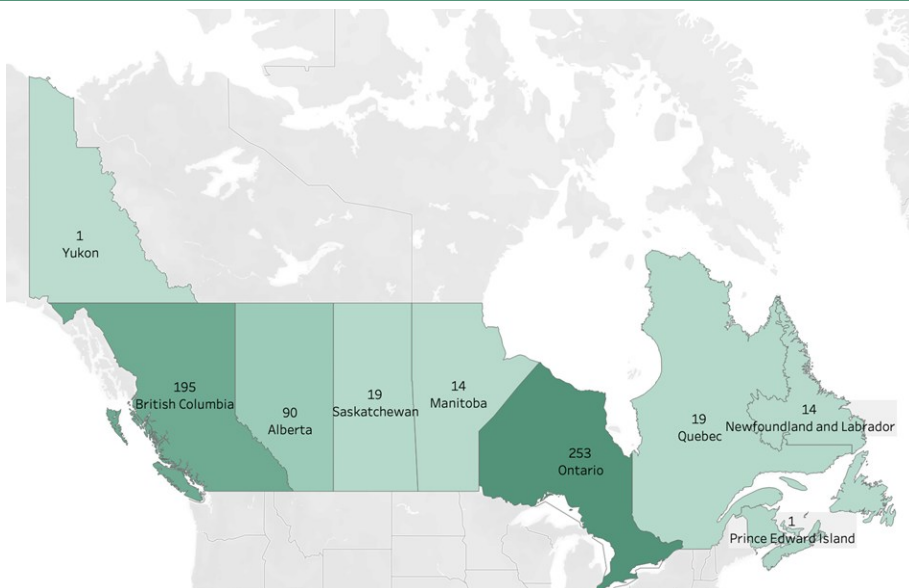 1
Yukon
195
British Columbia
90
Alberta
19
Saskatchewan
14
Manitoba
253
Ontario
19
Quebec
14
Newfoundland and Labrador
1
Prince Edward Island